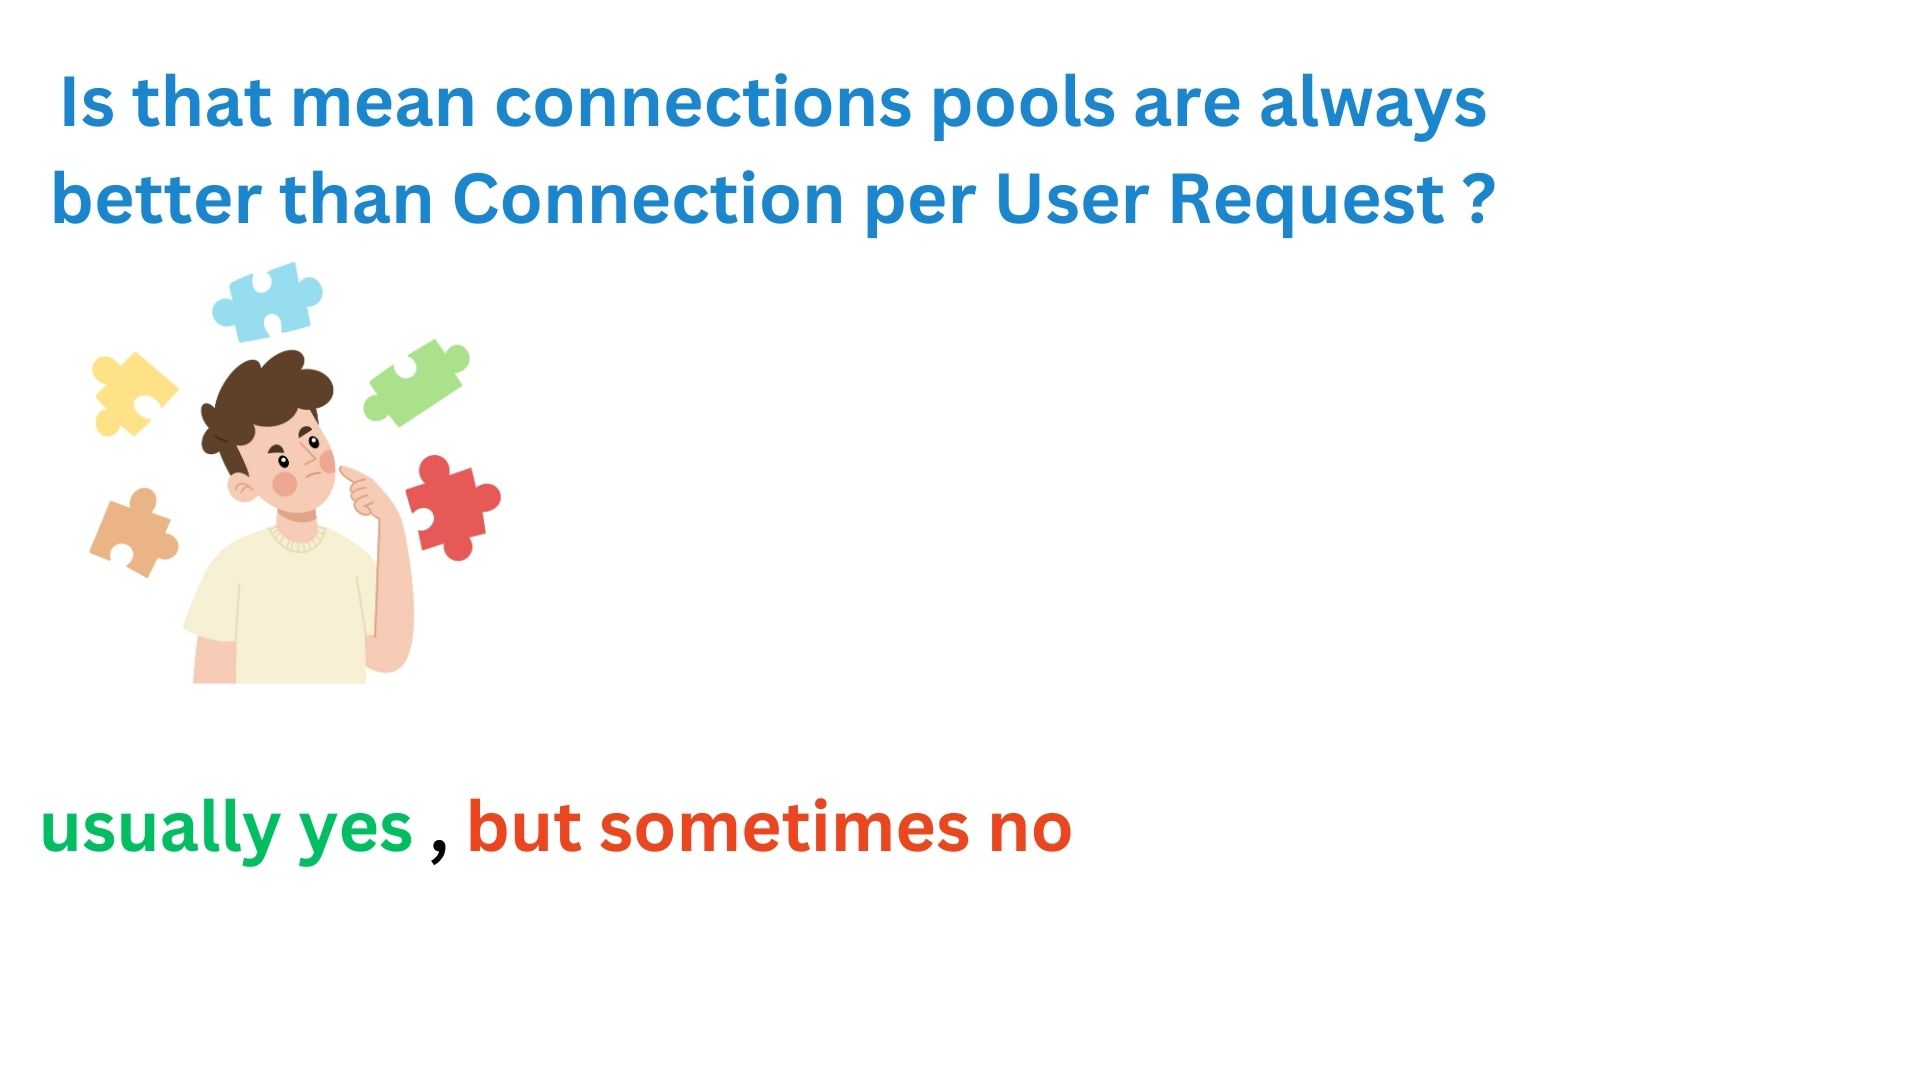 Is that mean connections pools are always
better than Connection per User Request ?
usually yes , but sometimes no